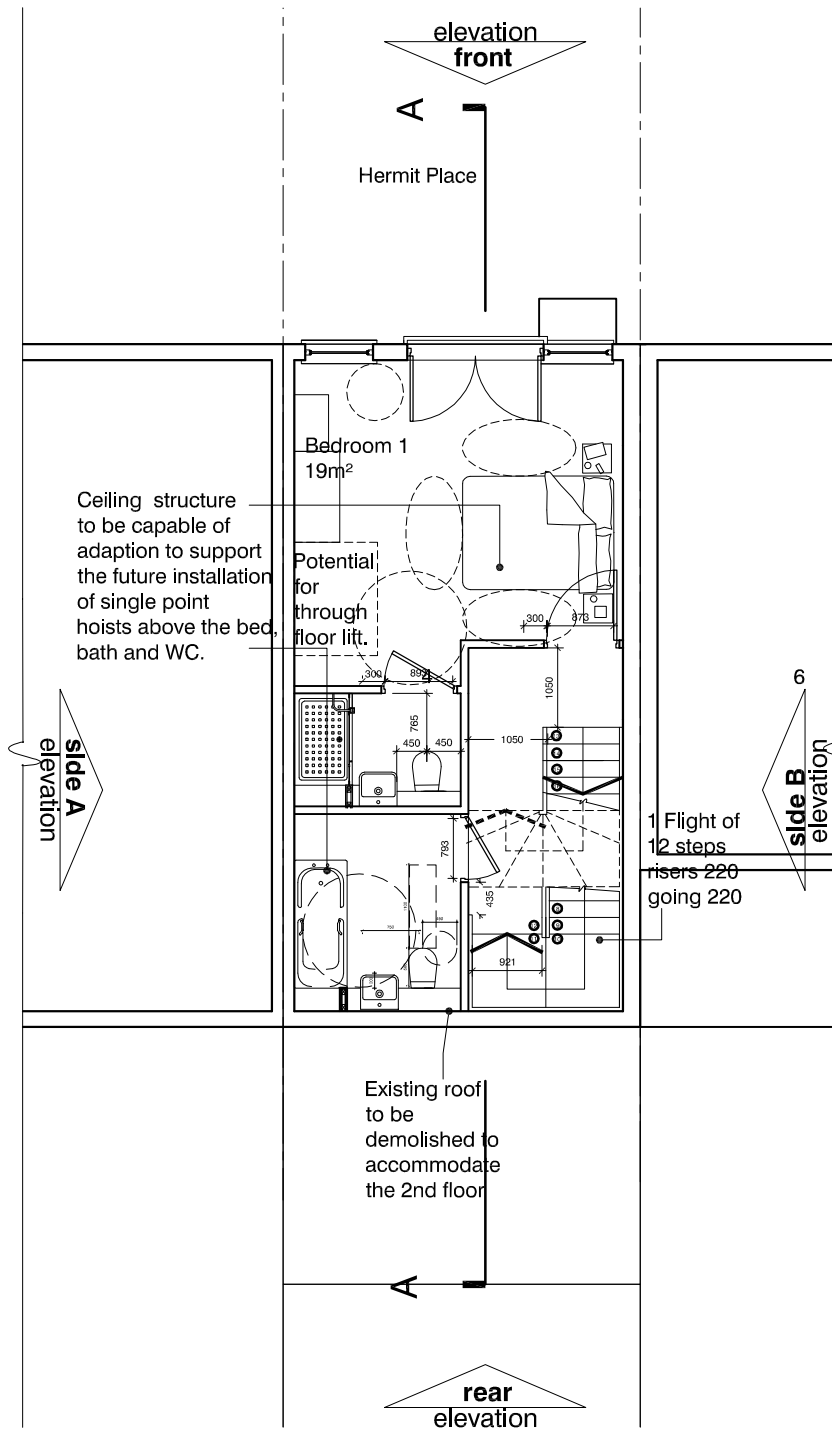 elevation
front
A
Hermit Place
Bedroom 1
19m²
Ceiling structure
to be capable of
adaption to support
the future installation
of single point
hoists above the bed,
bath and WC.
Potential
for
through
floor lift.
300
873
300
4
1050
765
450
450
1050
6
side A
elevation
side B
elevation
1 Flight of
12 steps
risers 220
going 220
793
435
921
Existing roof
to be
demolished to
accommodate
the 2nd floor
A
rear
elevation